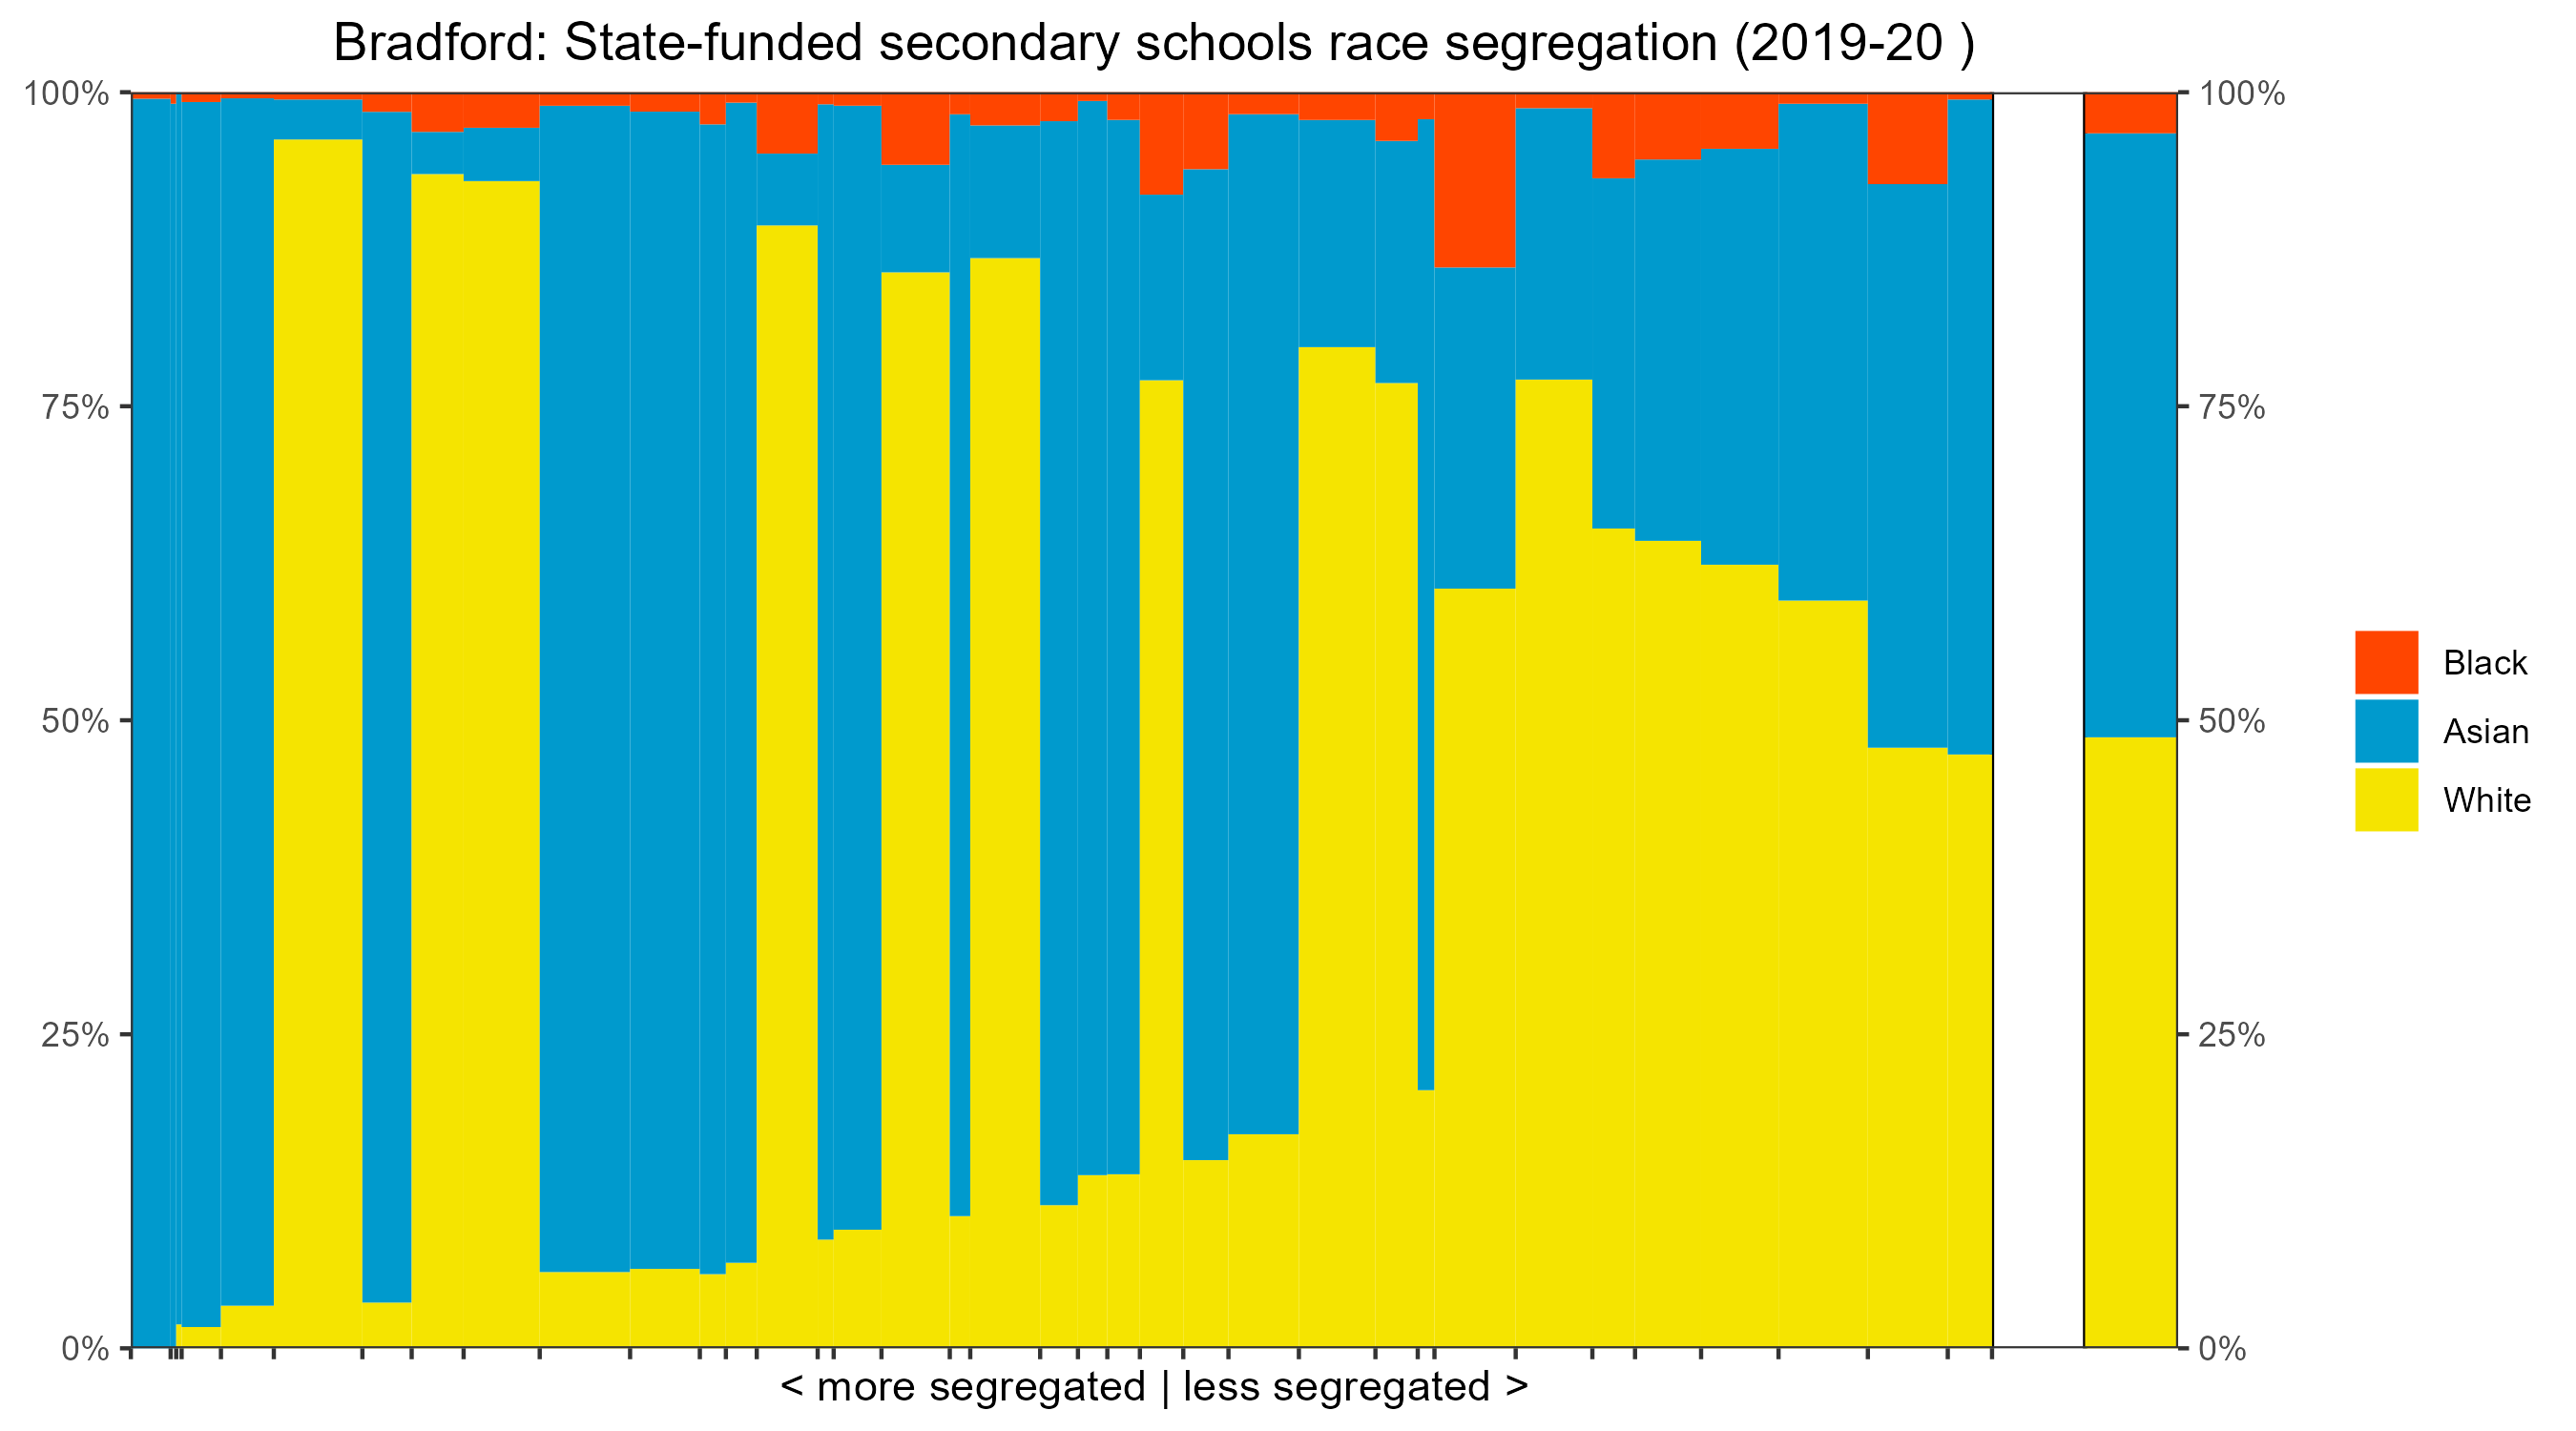 Bradford: State-funded secondary schools race segregation (2019-20 )
100%
75%
50%
25%
0%
100%
75%
50%
25%
0%
Black
Asian
White
< more segregated | less segregated >